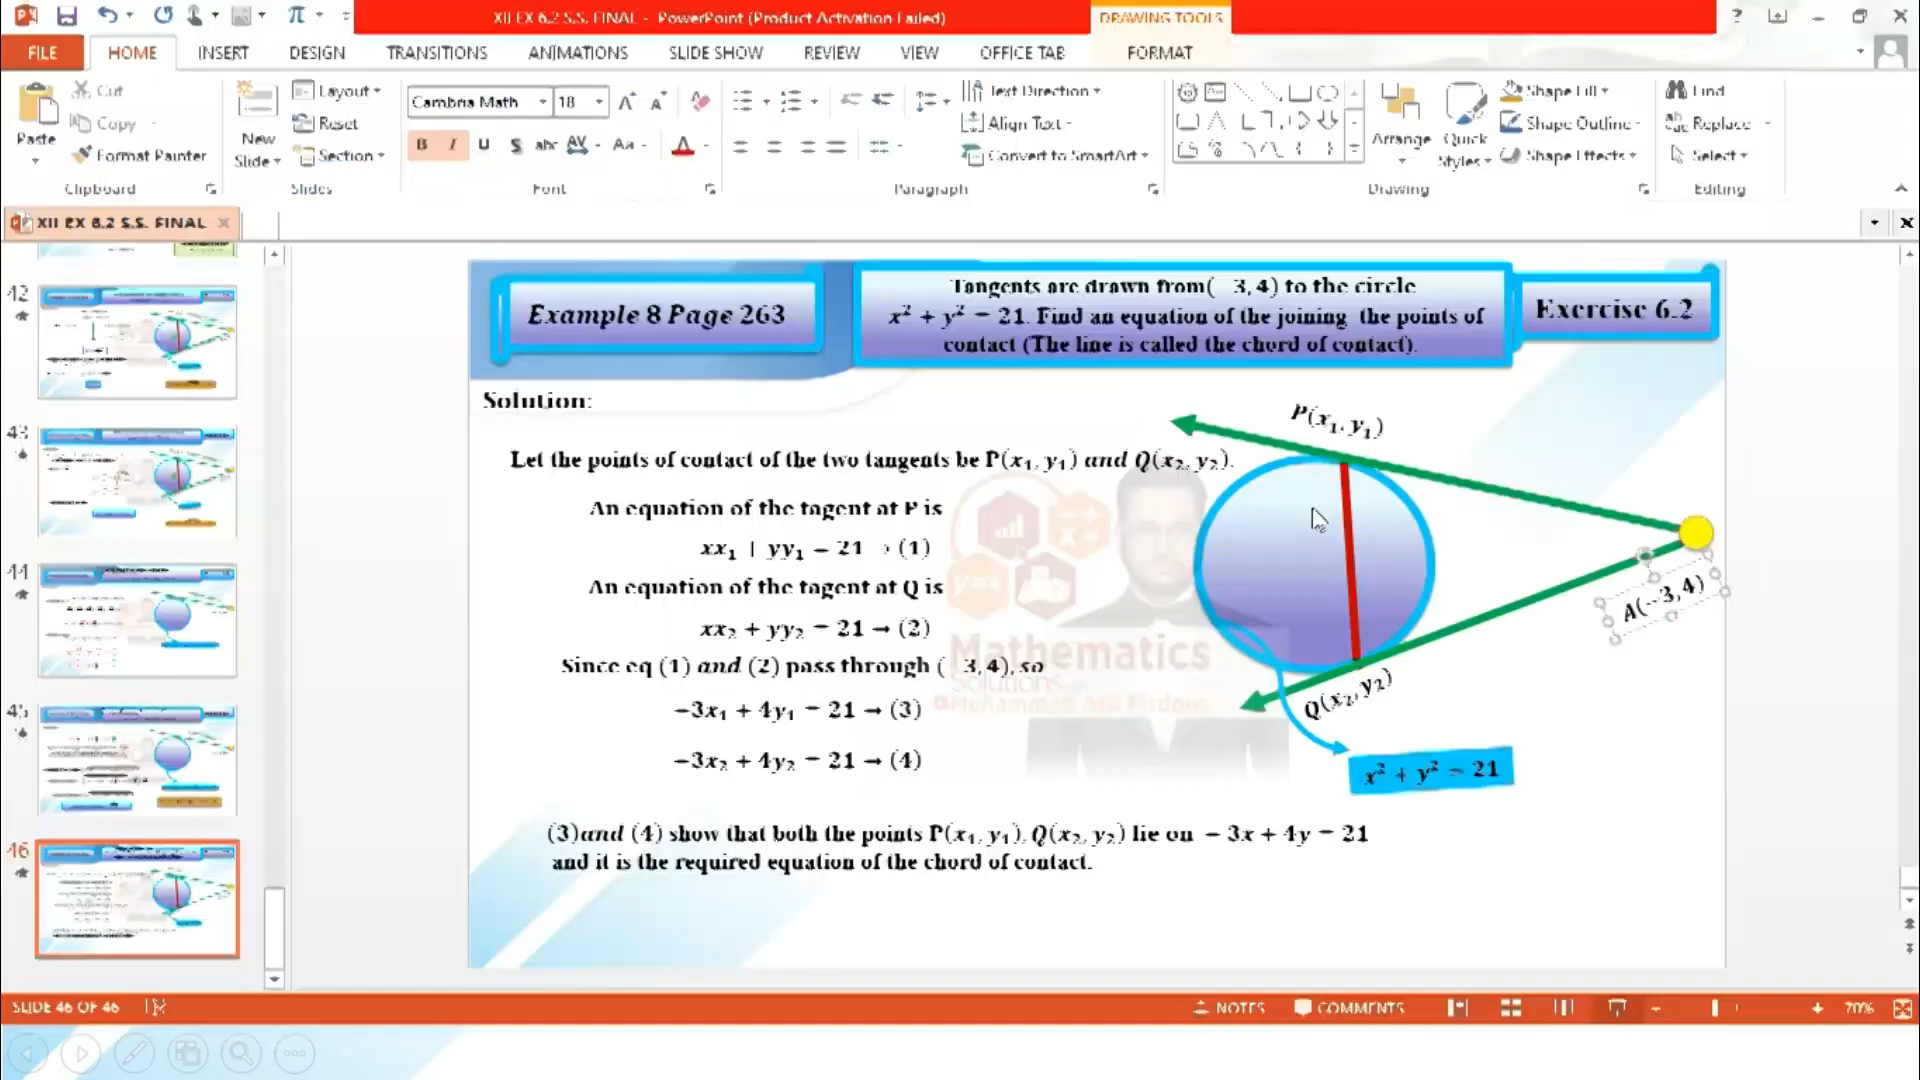 XII EX 6.2 S.S. FINAL - PowerPoint (Product Activation Failed)
DRAWING TOOLS
FILE HOME INSERT DESIGN TRANSITIONS ANIMATIONS SLIDE SHOW REVIEW VIEW OFFICE TAB FORMAT
Paste
Cut
Copy
Format Painter
Clipboard
New Slide
Layout
Reset
Section
Slides
Cambria Math 18
B I U S abc AV Aa A
Font
Text Direction
Align Text
Convert to SmartArt
Paragraph
Arrange
Quick Styles
Shape Fill
Shape Outline
Shape Effects
Drawing
Find
Replace
Select
Editing
XII EX 6.2 S.S. FINAL
42
43
44
45
46
Example 8 Page 263
Tangents are drawn from( 3, 4) to the circle
x² + y² = 21. Find an equation of the joining the points of
contact (The line is called the chord of contact).
Exercise 6.2
Solution:
Let the points of contact of the two tangents be P(x₁, y₁) and Q(x₂, y₂).
An equation of the tagent at P is
xx₁ + yy₁ = 21 → (1)
An equation of the tagent at Q is
xx₂ + yy₂ = 21 → (2)
Since eq (1) and (2) pass through ( 3, 4), so
−3x₁ + 4y₁ = 21 → (3)
−3x₂ + 4y₂ = 21 → (4)
(3)and (4) show that both the points P(x₁, y₁), Q(x₂, y₂) lie on − 3x + 4y = 21
and it is the required equation of the chord of contact.
P(x₁, y₁)
A(−3, 4)
Q(x₂, y₂)
x² + y² = 21
Mathematics
Solutions
SLIDE 46 OF 46
NOTES
COMMENTS
70%